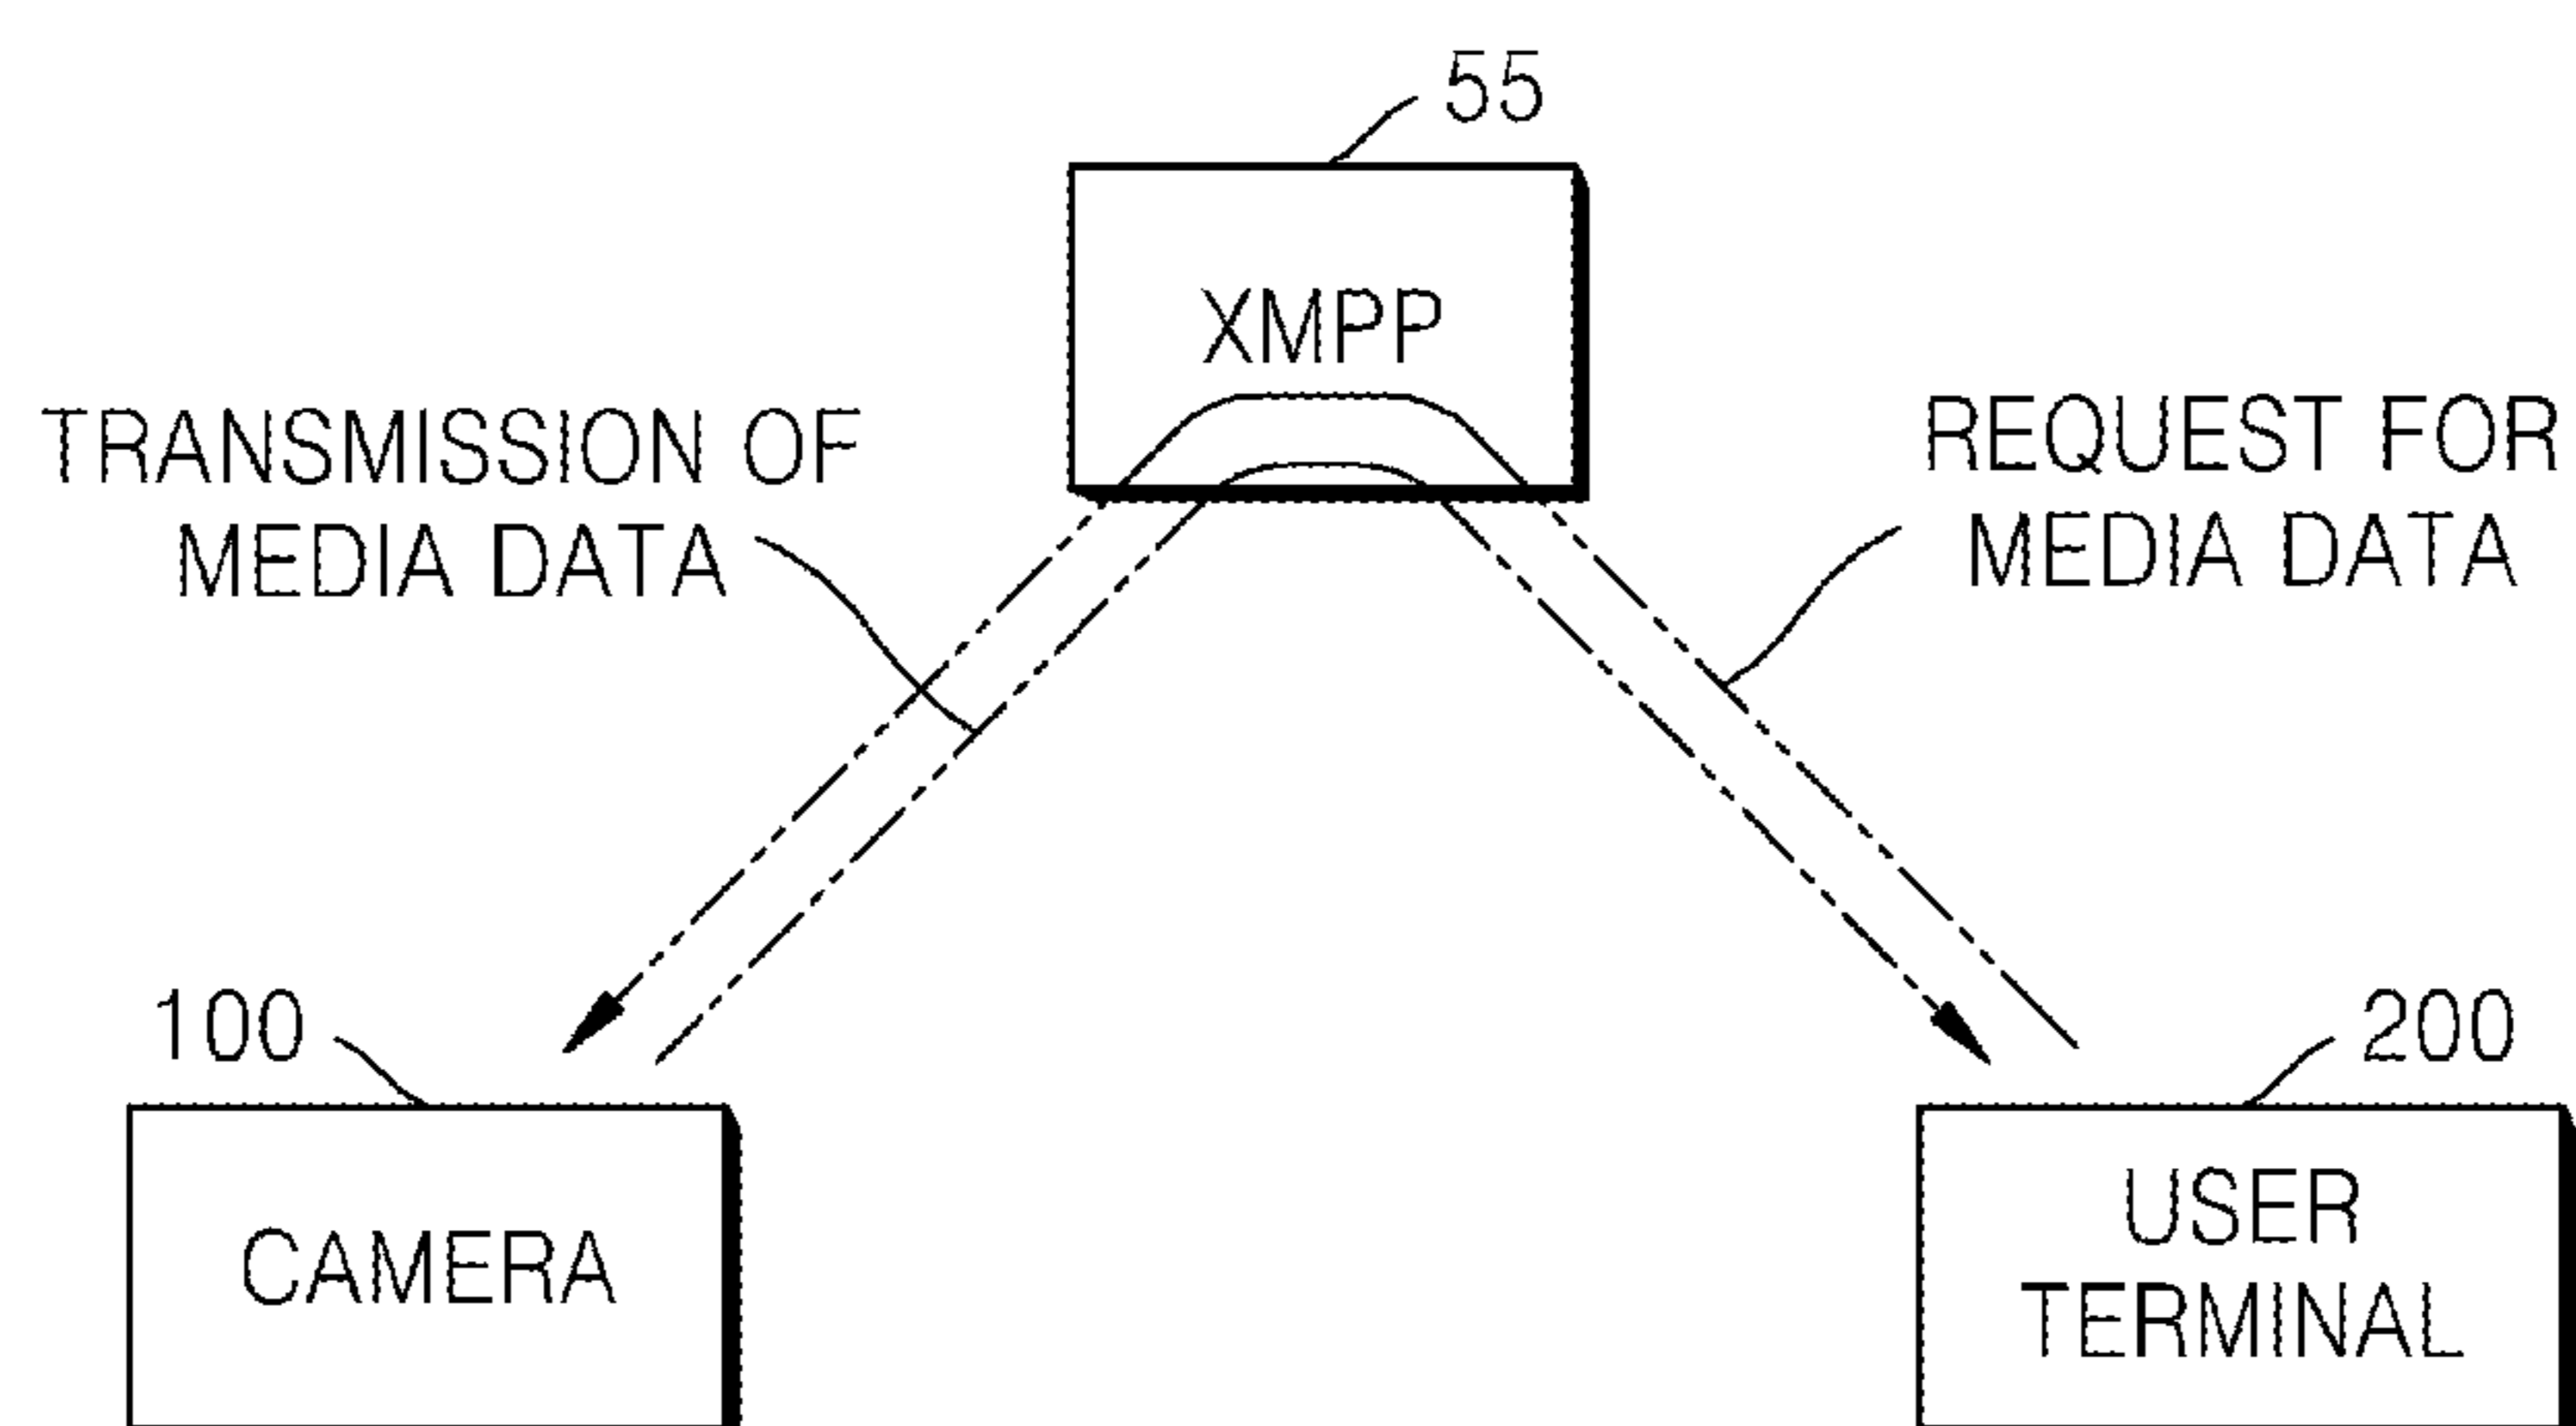 55
XMPP
TRANSMISSION OF
MEDIA DATA
REQUEST FOR
MEDIA DATA
100
CAMERA
200
USER
TERMINAL